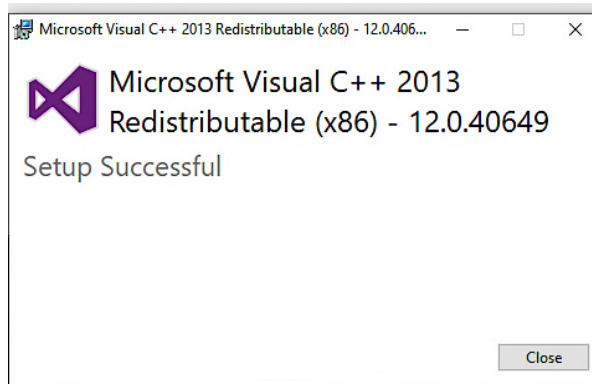 Microsoft Visual C++ 2013 Redistributable (x86) - 12.0.406...
Microsoft Visual C++ 2013
Redistributable (x86) - 12.0.40649
Setup Successful
Close